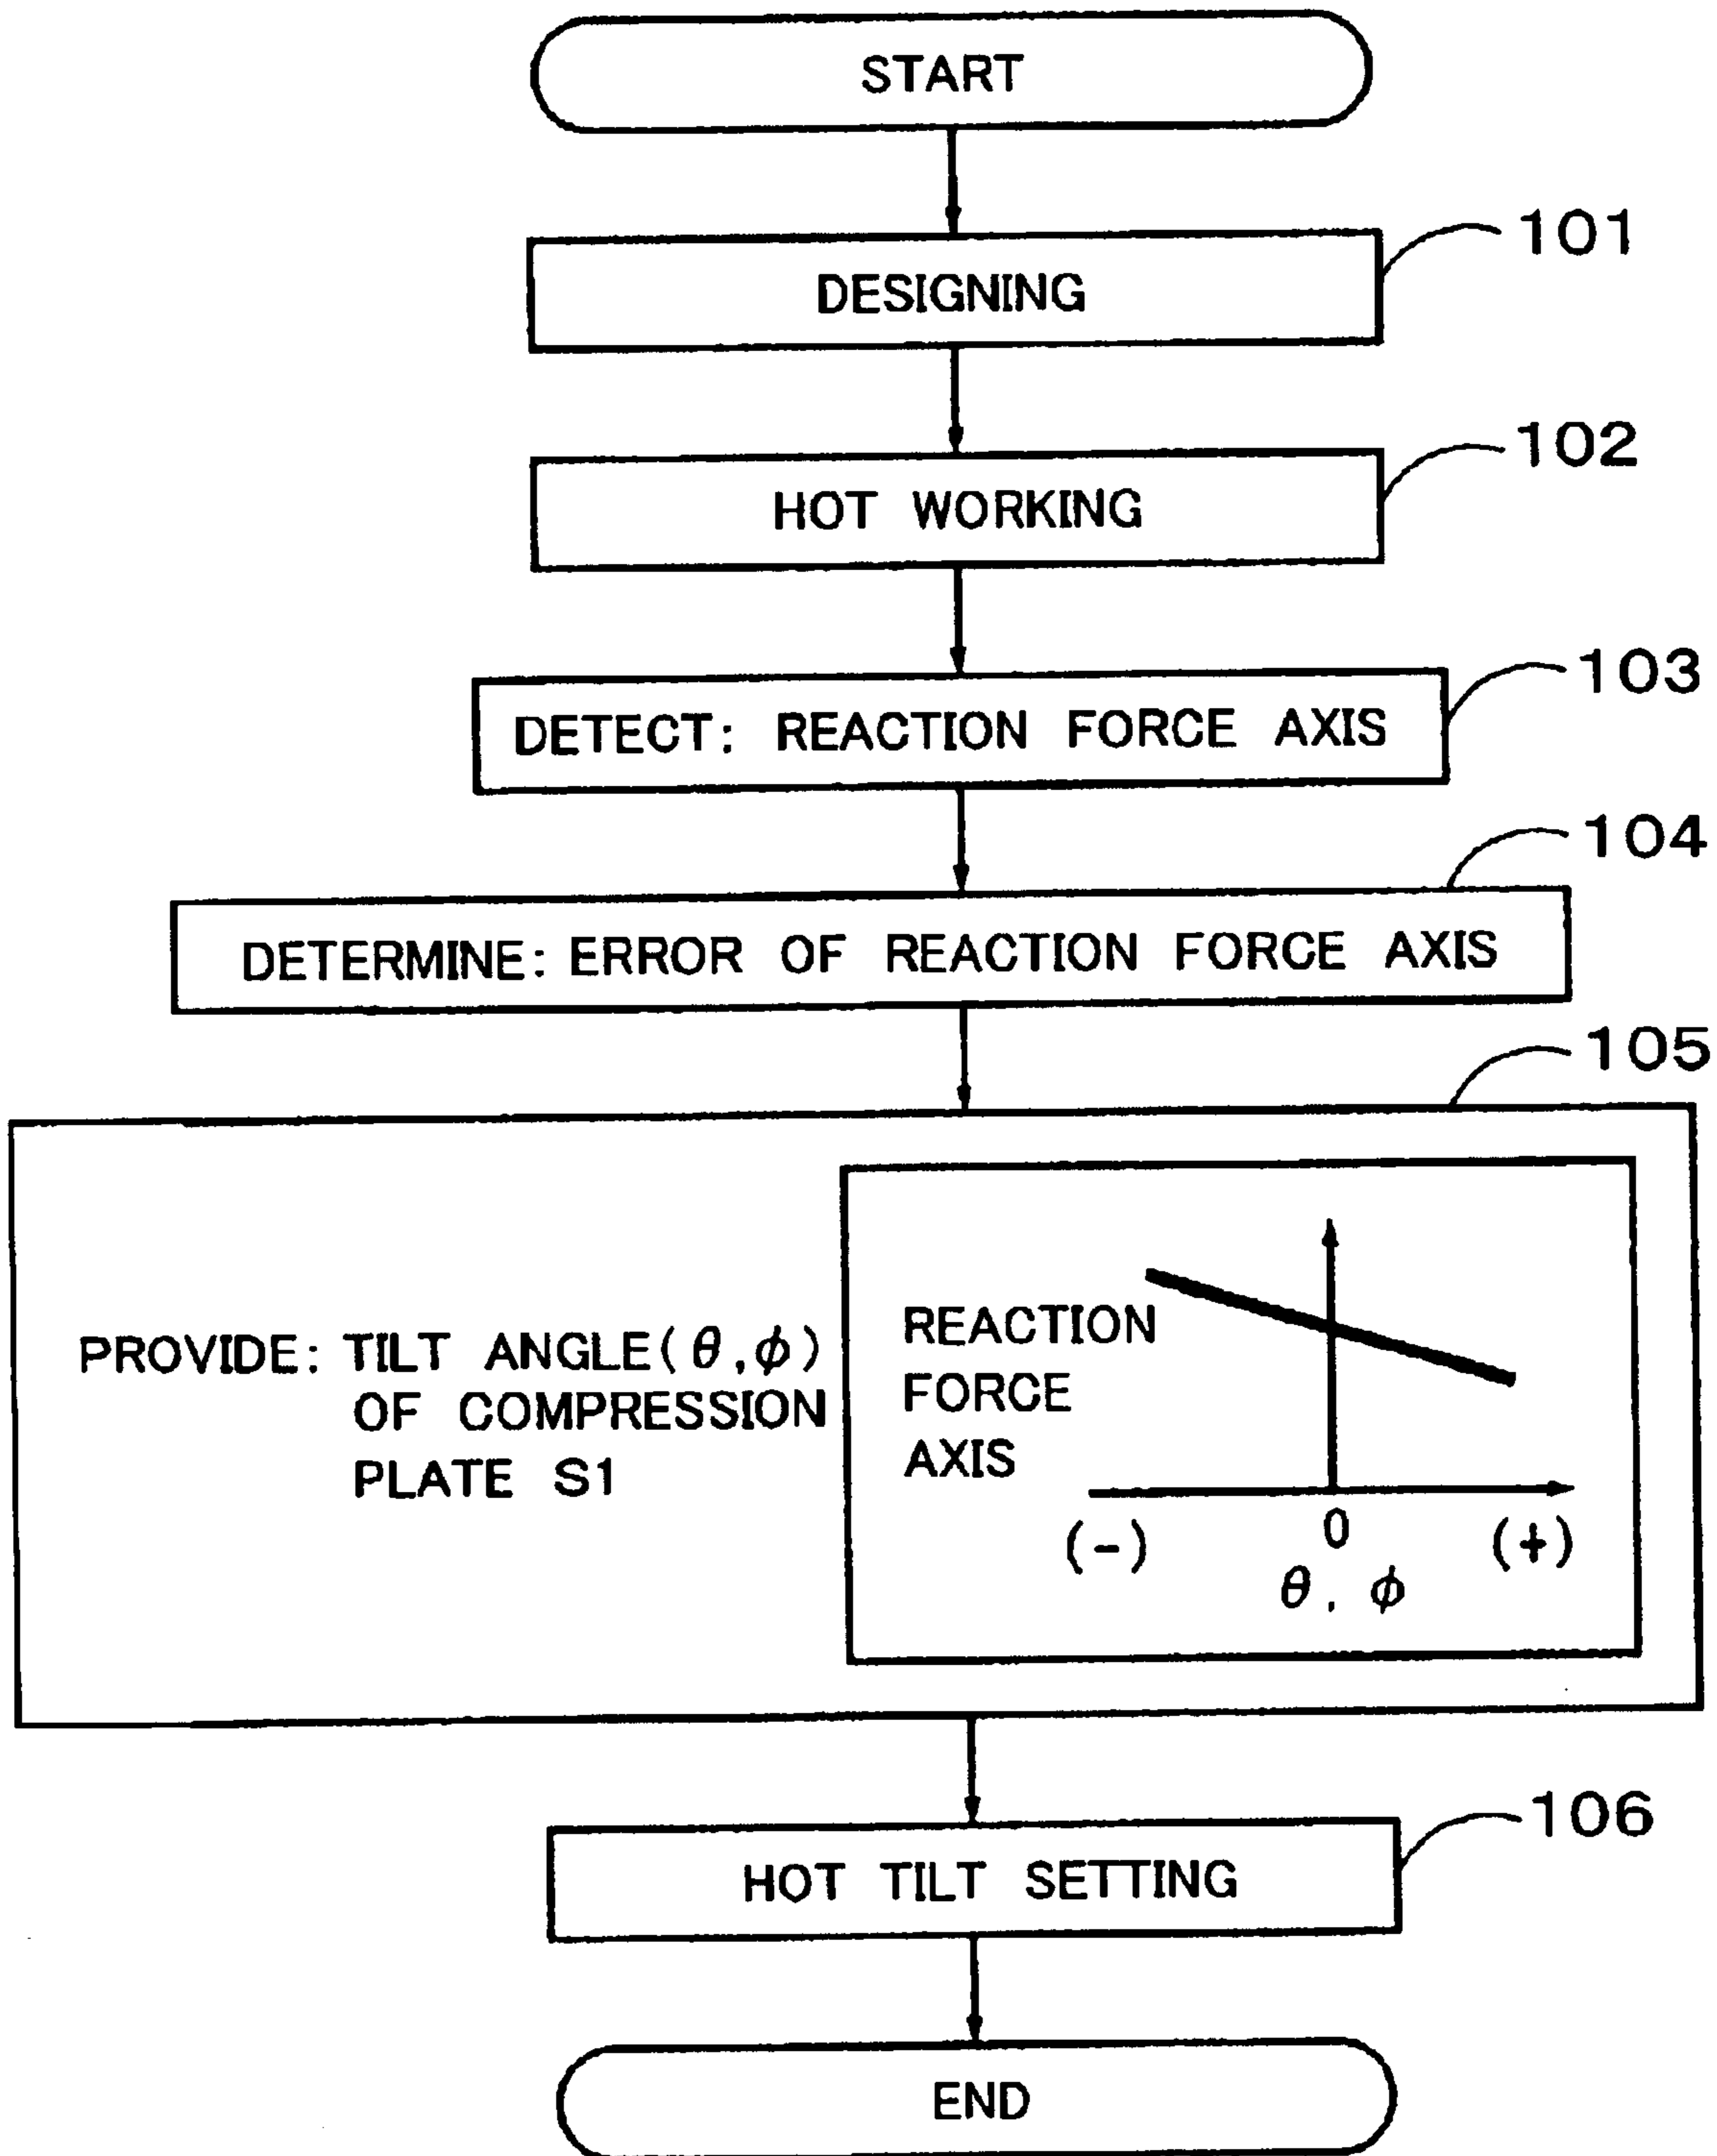 START
101
DESIGNING
102
HOT WORKING
103
DETECT: REACTION FORCE AXIS
104
DETERMINE: ERROR OF REACTION FORCE AXIS
105
PROVIDE: TILT ANGLE(θ,ϕ)
OF COMPRESSION
PLATE S1
REACTION
FORCE
AXIS
(-)
0
(+)
θ, ϕ
106
HOT TILT SETTING
END